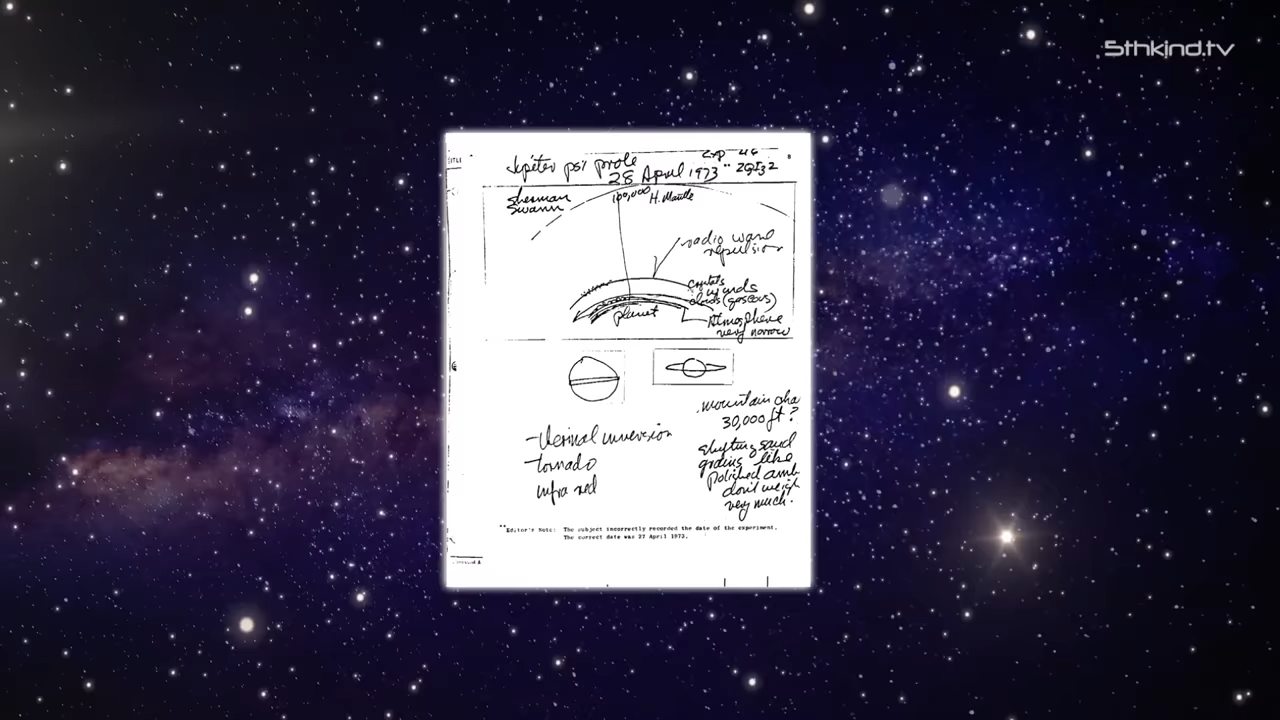 5thkind.tv
TITLE
Jupiter psi probe
Exp 46
8
28 April 1973 **
Sherman
Swann
100,000
H. Mantle
radio wave
repulsion
crystals
winds
clouds (gaseous)
planet
Atmosphere
very narrow
mountain cha
30,000 ft ?
-thermal inversion
-tornado
infra red
shifting sand
grains like
polished amb
don't weigh
very much.
**Editor's Note: The subject incorrectly recorded the date of the experiment.
The correct date was 27 April 1973.